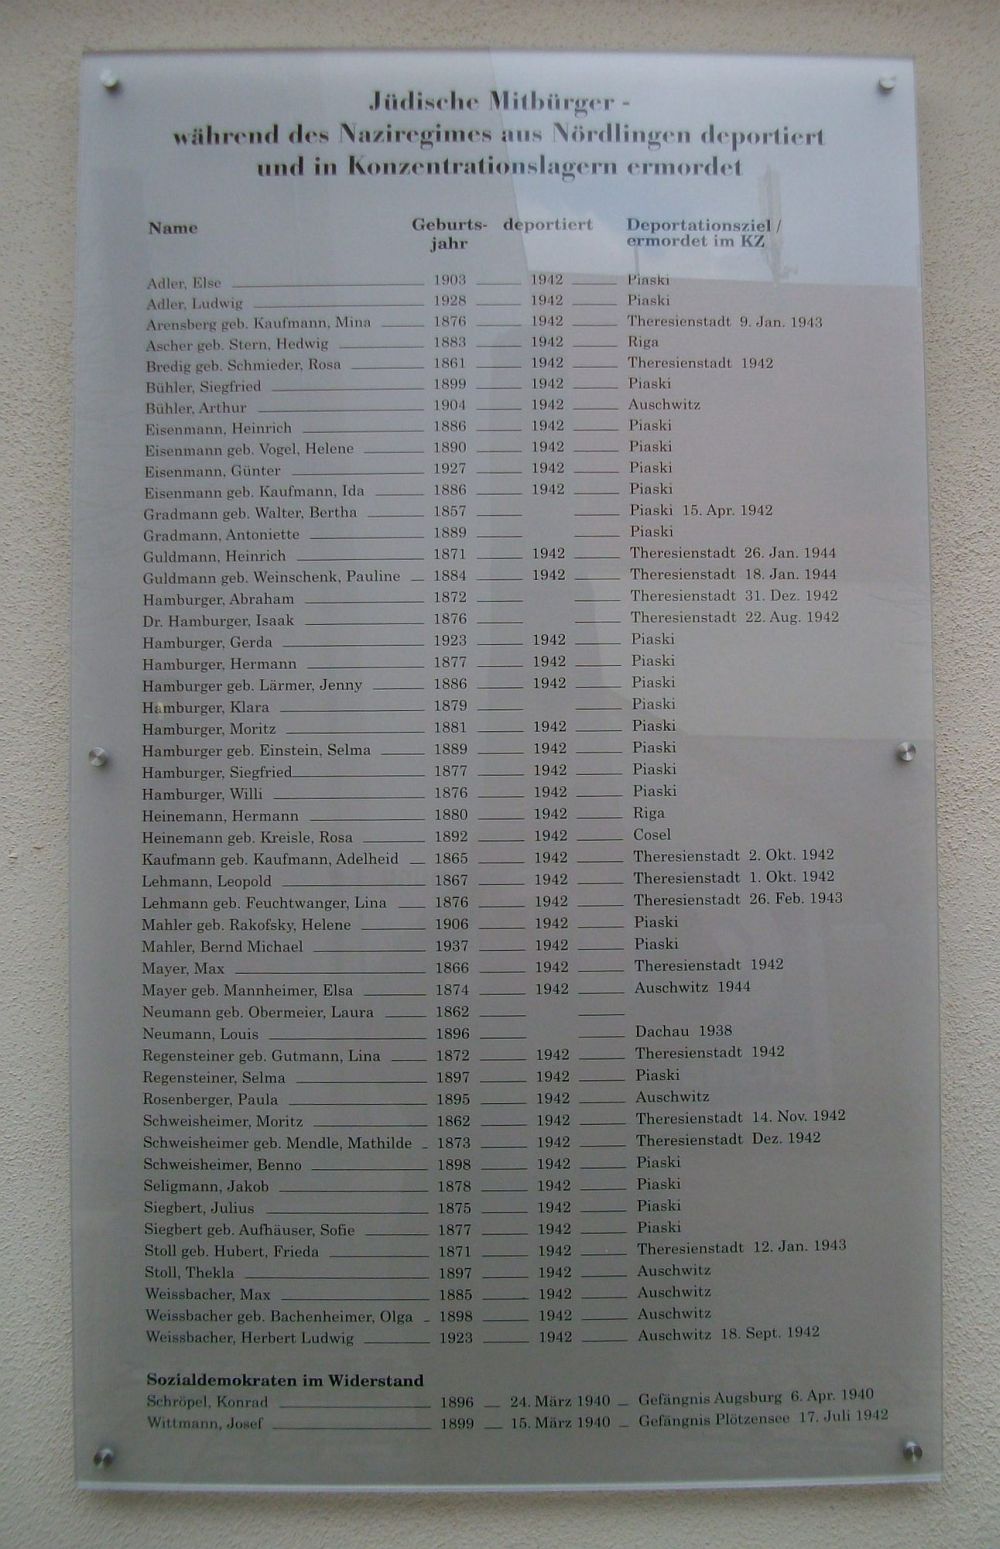 Jüdische Mitbürger -
während des Naziregimes aus Nördlingen deportiert
und in Konzentrationslagern ermordet
Name Geburts- deportiert Deportationsziel /
jahr ermordet im KZ
Adler, Else 1903 1942 Piaski
Adler, Ludwig 1928 1942 Piaski
Arensberg geb. Kaufmann, Mina 1876 1942 Theresienstadt 9. Jan. 1943
Ascher geb. Stern, Hedwig 1883 1942 Riga
Bredig geb. Schmieder, Rosa 1861 1942 Theresienstadt 1942
Bühler, Siegfried 1899 1942 Piaski
Bühler, Arthur 1904 1942 Auschwitz
Eisenmann, Heinrich 1886 1942 Piaski
Eisenmann geb. Vogel, Helene 1890 1942 Piaski
Eisenmann, Günter 1927 1942 Piaski
Eisenmann geb. Kaufmann, Ida 1886 1942 Piaski
Gradmann geb. Walter, Bertha 1857 Piaski 15. Apr. 1942
Gradmann, Antoniette 1889 Piaski
Guldmann, Heinrich 1871 1942 Theresienstadt 26. Jan. 1944
Guldmann geb. Weinschenk, Pauline 1884 1942 Theresienstadt 18. Jan. 1944
Hamburger, Abraham 1872 Theresienstadt 31. Dez. 1942
Dr. Hamburger, Isaak 1876 Theresienstadt 22. Aug. 1942
Hamburger, Gerda 1923 1942 Piaski
Hamburger, Hermann 1877 1942 Piaski
Hamburger geb. Lärmer, Jenny 1886 1942 Piaski
Hamburger, Klara 1879 Piaski
Hamburger, Moritz 1881 1942 Piaski
Hamburger geb. Einstein, Selma 1889 1942 Piaski
Hamburger, Siegfried 1877 1942 Piaski
Hamburger, Willi 1876 1942 Piaski
Heinemann, Hermann 1880 1942 Riga
Heinemann geb. Kreisle, Rosa 1892 1942 Cosel
Kaufmann geb. Kaufmann, Adelheid 1865 1942 Theresienstadt 2. Okt. 1942
Lehmann, Leopold 1867 1942 Theresienstadt 1. Okt. 1942
Lehmann geb. Feuchtwanger, Lina 1876 1942 Theresienstadt 26. Feb. 1943
Mahler geb. Rakofsky, Helene 1906 1942 Piaski
Mahler, Bernd Michael 1937 1942 Piaski
Mayer, Max 1866 1942 Theresienstadt 1942
Mayer geb. Mannheimer, Elsa 1874 1942 Auschwitz 1944
Neumann geb. Obermeier, Laura 1862
Neumann, Louis 1896 Dachau 1938
Regensteiner geb. Gutmann, Lina 1872 1942 Theresienstadt 1942
Regensteiner, Selma 1897 1942 Piaski
Rosenberger, Paula 1895 1942 Auschwitz
Schweisheimer, Moritz 1862 1942 Theresienstadt 14. Nov. 1942
Schweisheimer geb. Mendle, Mathilde 1873 1942 Theresienstadt Dez. 1942
Schweisheimer, Benno 1898 1942 Piaski
Seligmann, Jakob 1878 1942 Piaski
Siegbert, Julius 1875 1942 Piaski
Siegbert geb. Aufhäuser, Sofie 1877 1942 Piaski
Stoll geb. Hubert, Frieda 1871 1942 Theresienstadt 12. Jan. 1943
Stoll, Thekla 1897 1942 Auschwitz
Weissbacher, Max 1885 1942 Auschwitz
Weissbacher geb. Bachenheimer, Olga 1898 1942 Auschwitz
Weissbacher, Herbert Ludwig 1923 1942 Auschwitz 18. Sept. 1942
Sozialdemokraten im Widerstand
Schröpel, Konrad 1896 24. März 1940 Gefängnis Augsburg 6. Apr. 1940
Wittmann, Josef 1899 15. März 1940 Gefängnis Plötzensee 17. Juli 1942